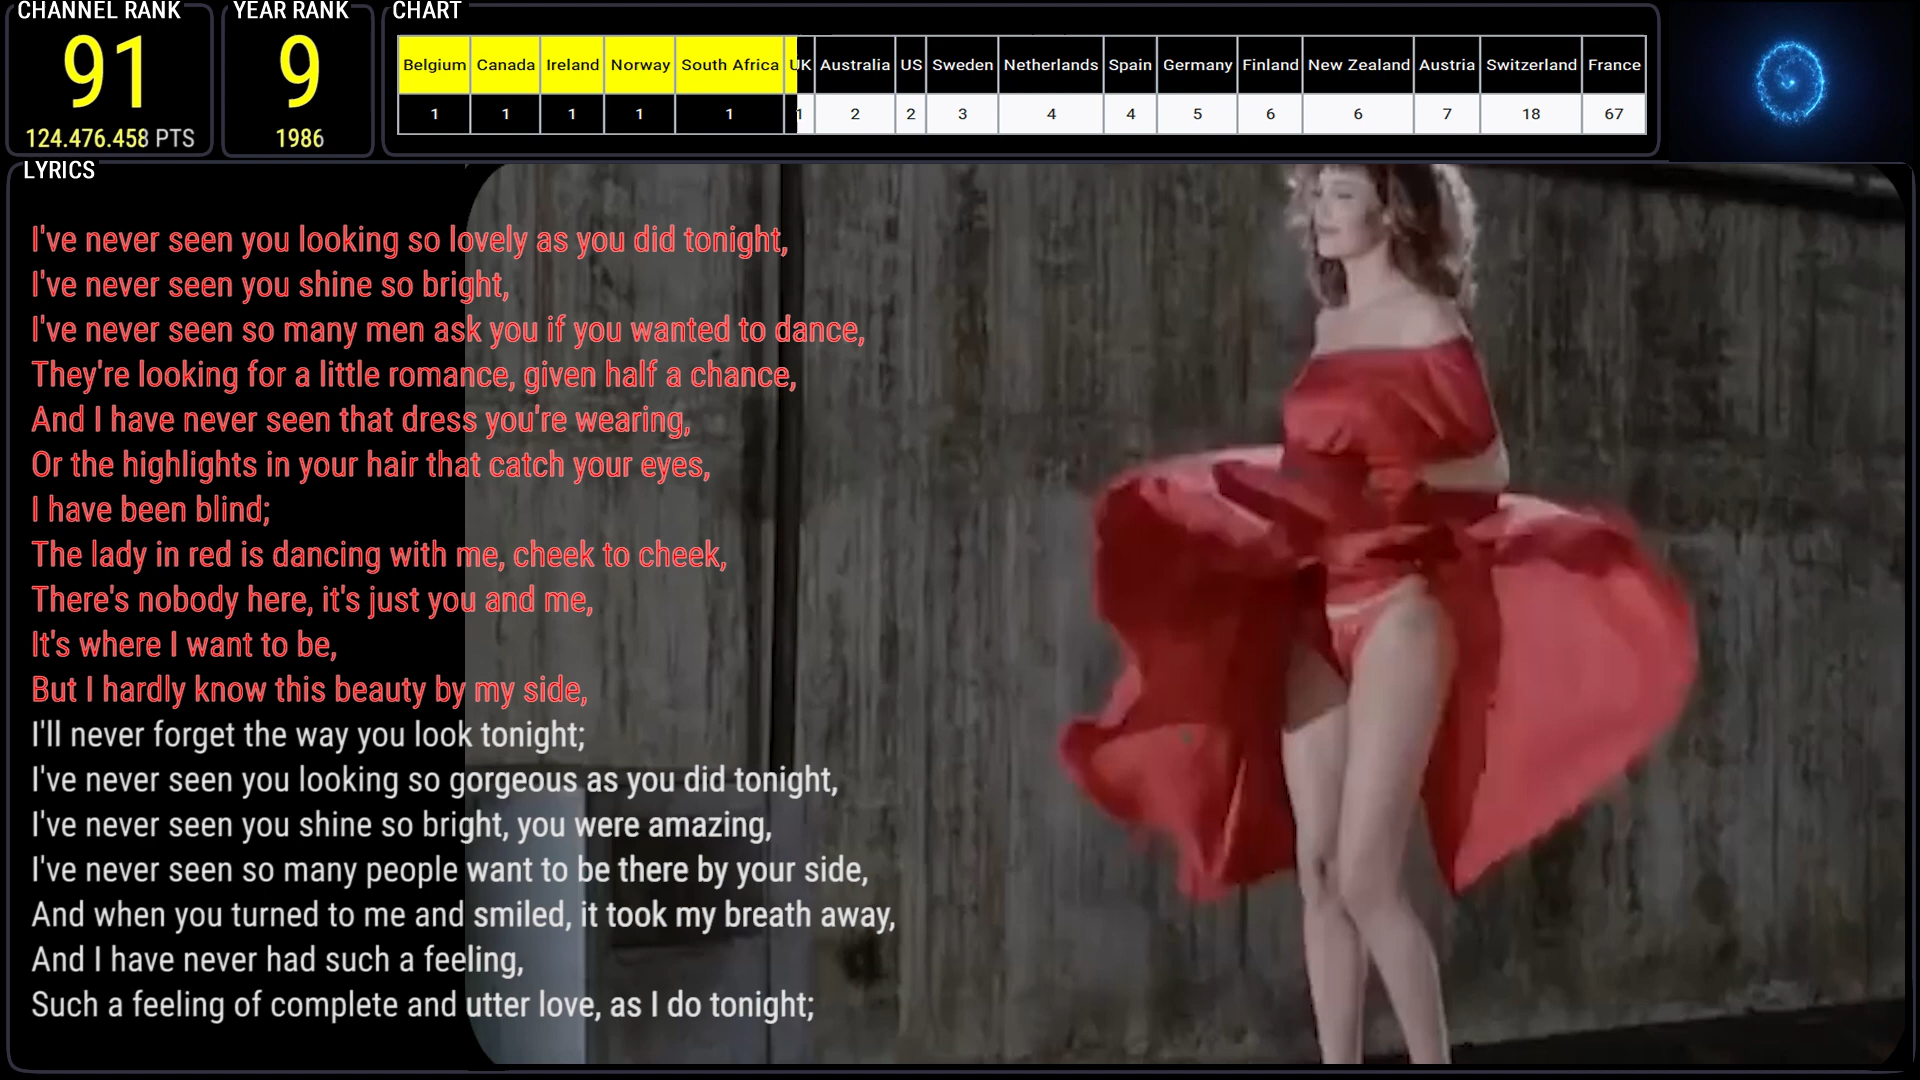 CHANNEL RANK
91
124.476.458 PTS
YEAR RANK
9
1986
CHART
Belgium Canada Ireland Norway South Africa UK Australia US Sweden Netherlands Spain Germany Finland New Zealand Austria Switzerland France
1 1 1 1 1 1 2 2 3 4 4 5 6 6 7 18 67
LYRICS
I've never seen you looking so lovely as you did tonight,
I've never seen you shine so bright,
I've never seen so many men ask you if you wanted to dance,
They're looking for a little romance, given half a chance,
And I have never seen that dress you're wearing,
Or the highlights in your hair that catch your eyes,
I have been blind;
The lady in red is dancing with me, cheek to cheek,
There's nobody here, it's just you and me,
It's where I want to be,
But I hardly know this beauty by my side,
I'll never forget the way you look tonight;
I've never seen you looking so gorgeous as you did tonight,
I've never seen you shine so bright, you were amazing,
I've never seen so many people want to be there by your side,
And when you turned to me and smiled, it took my breath away,
And I have never had such a feeling,
Such a feeling of complete and utter love, as I do tonight;